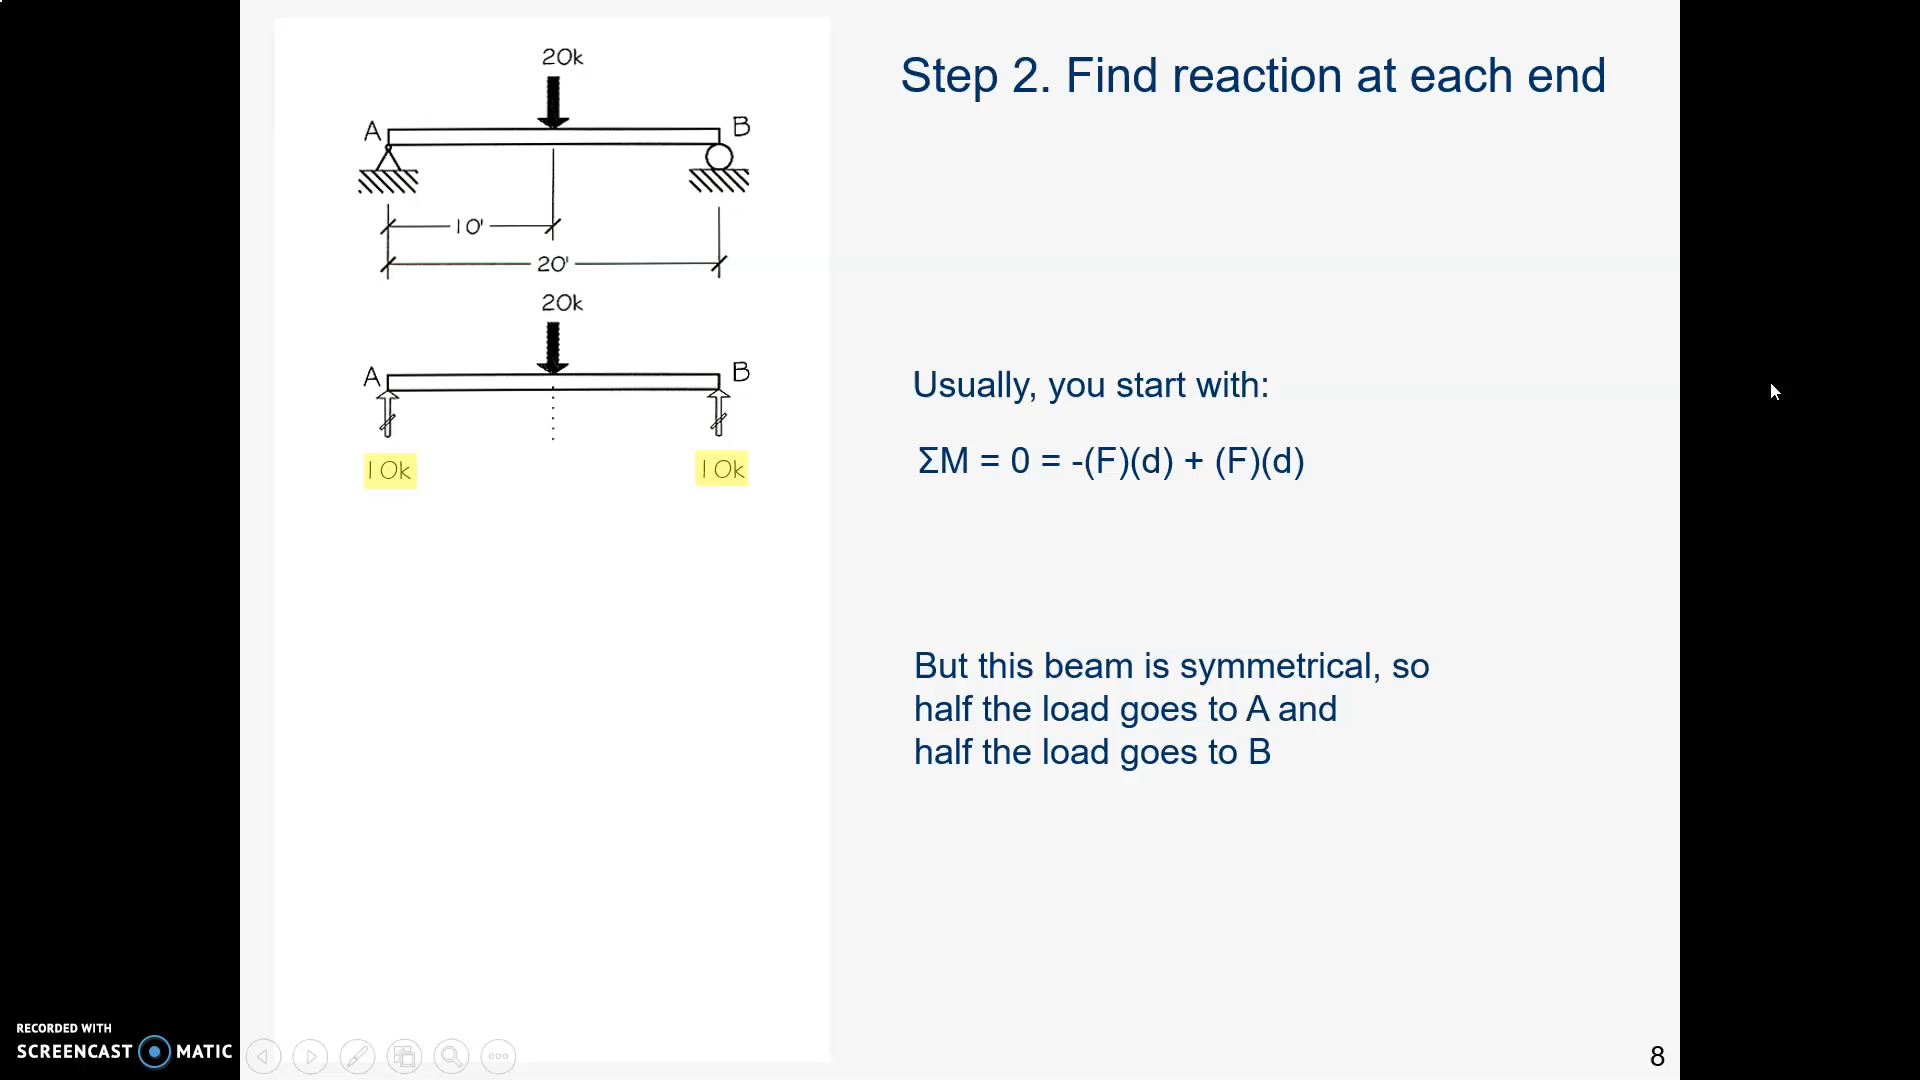 20k
A
B
10'
20'
20k
A
B
10k
10k
Step 2. Find reaction at each end
Usually, you start with:
ΣM = 0 = -(F)(d) + (F)(d)
But this beam is symmetrical, so
half the load goes to A and
half the load goes to B
RECORDED WITH
SCREENCAST MATIC
8